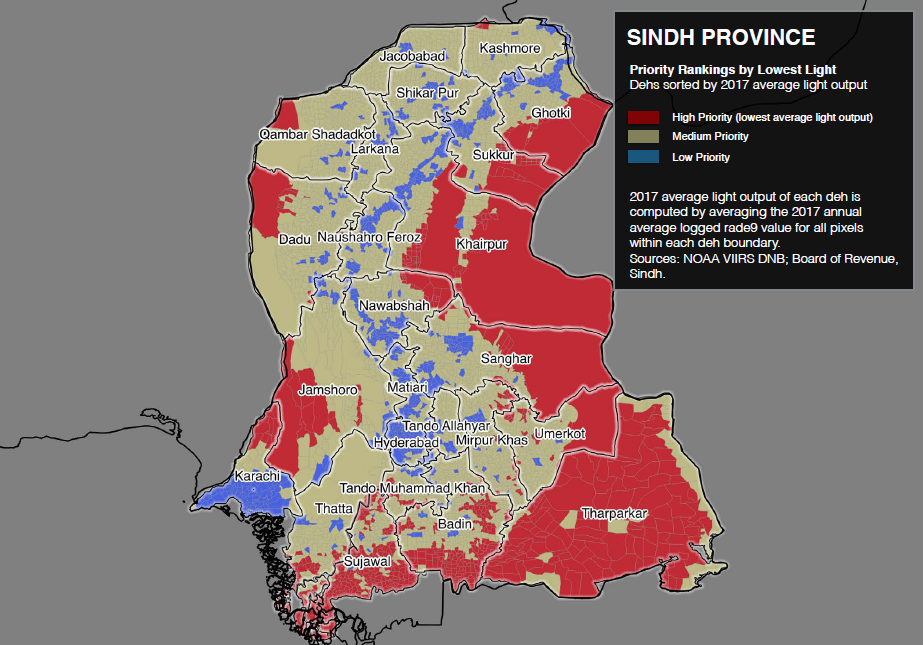 SINDH PROVINCE
Priority Rankings by Lowest Light
Dehs sorted by 2017 average light output
High Priority (lowest average light output)
Medium Priority
Low Priority
2017 average light output of each deh is
computed by averaging the 2017 annual
average logged rade9 value for all pixels
within each deh boundary.
Sources: NOAA VIIRS DNB; Board of Revenue,
Sindh.
Kashmore
Jacobabad
Shikar Pur
Ghotki
Qambar Shadadkot
Larkana
Sukkur
Dadu
Naushahro Feroz
Khairpur
Nawabshah
Sanghar
Jamshoro
Matiari
Tando Allahyar
Umerkot
Hyderabad
Mirpur Khas
Karachi
Tando Muhammad Khan
Thatta
Tharparkar
Badin
Sujawal